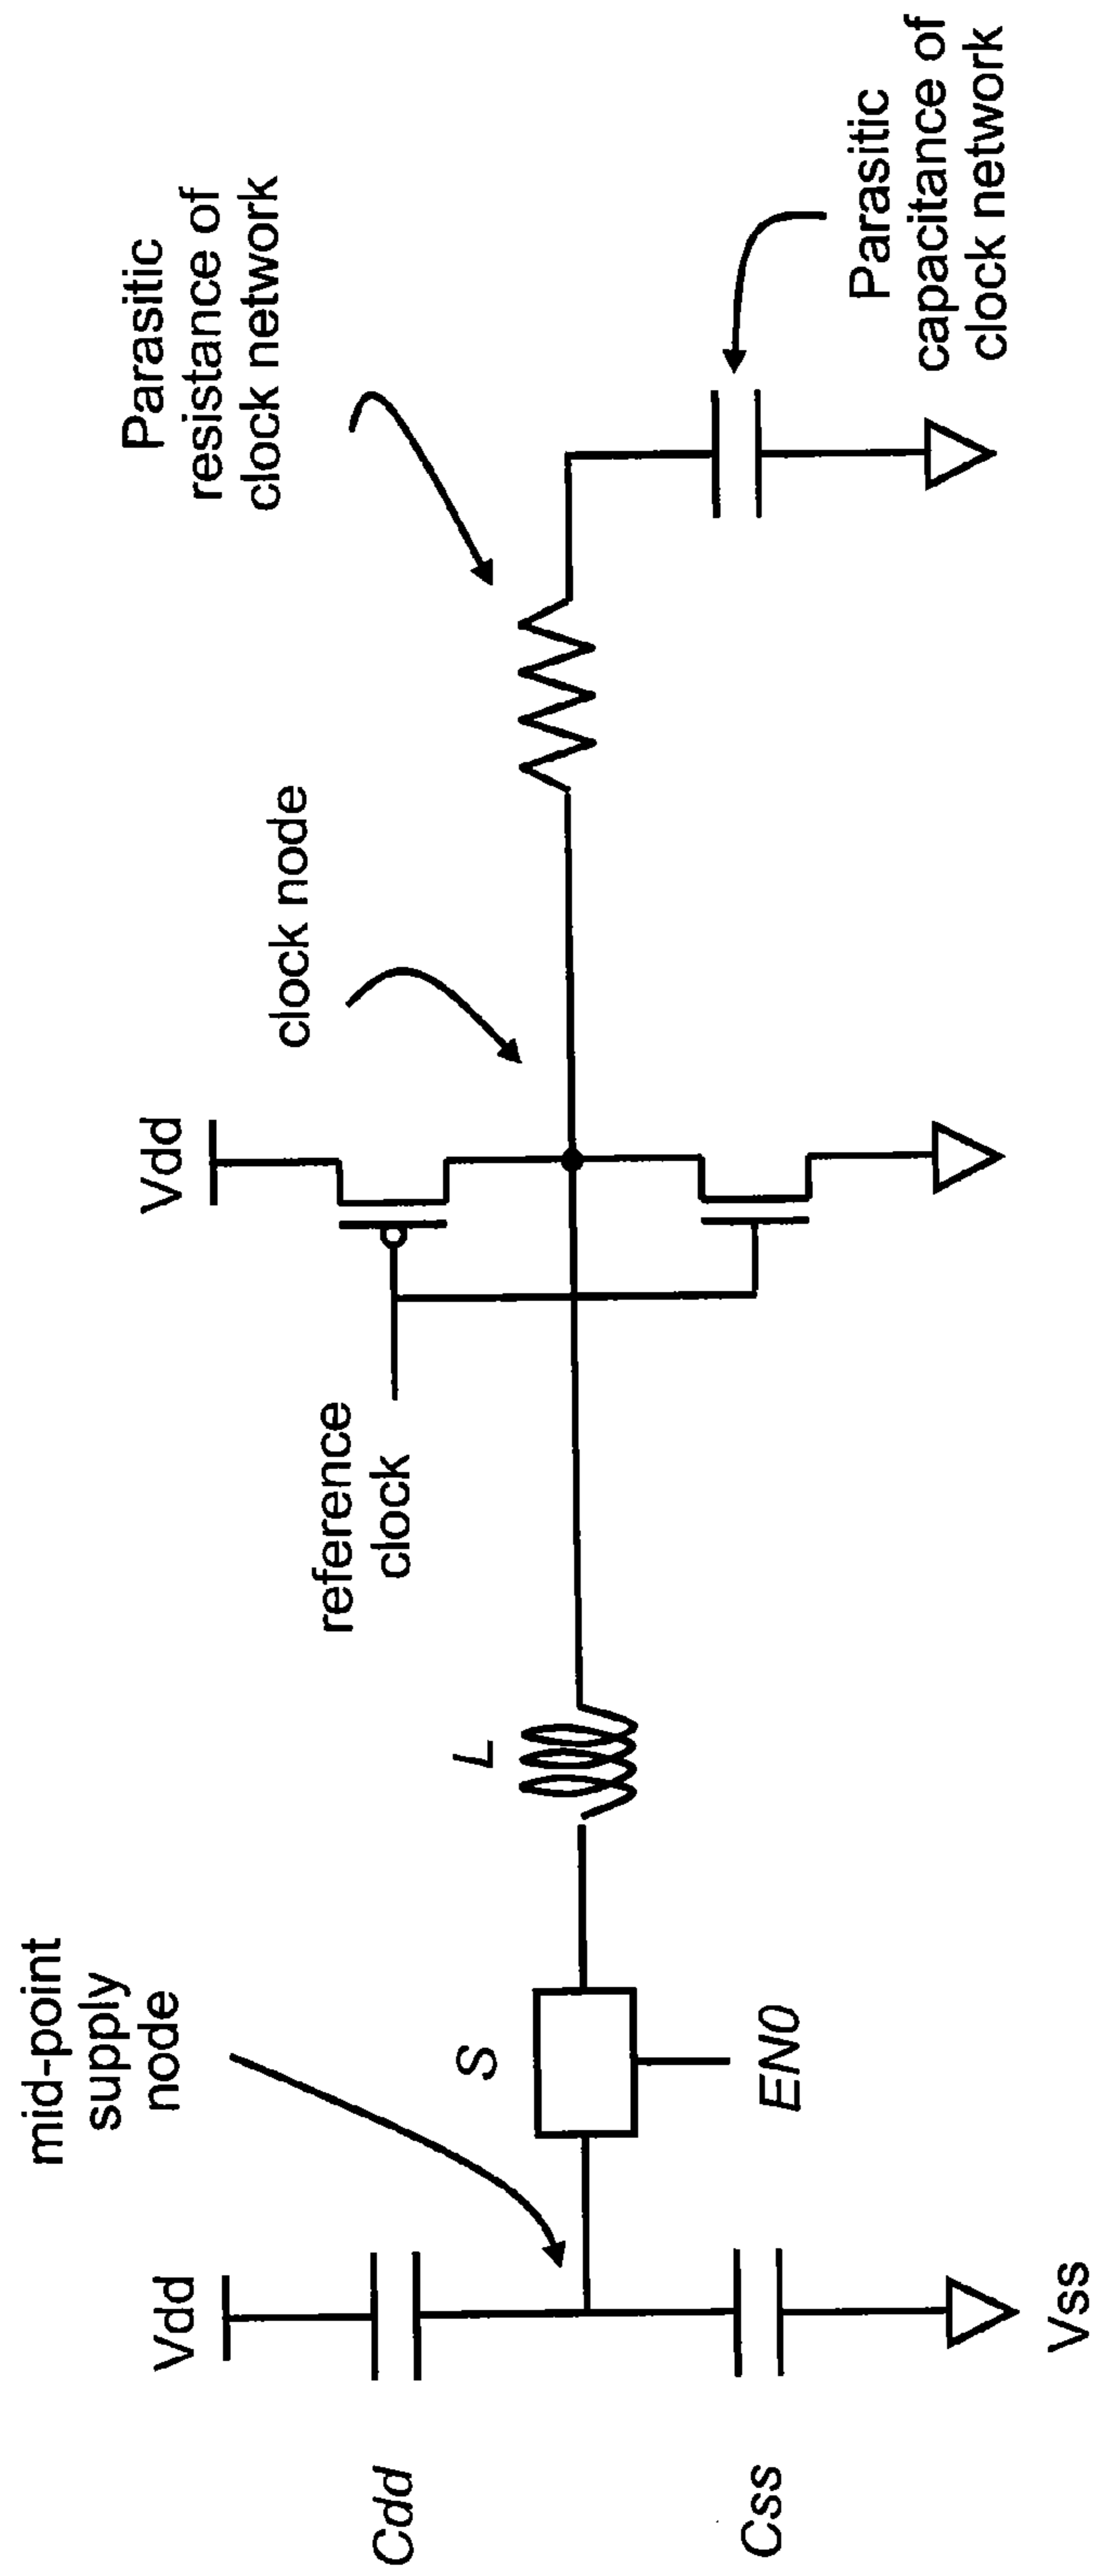 mid-point
supply
node
Vdd
Cdd
Css
Vss
S
EN0
L
reference
clock
Vdd
clock node
Parasitic
resistance of
clock network
Parasitic
capacitance of
clock network